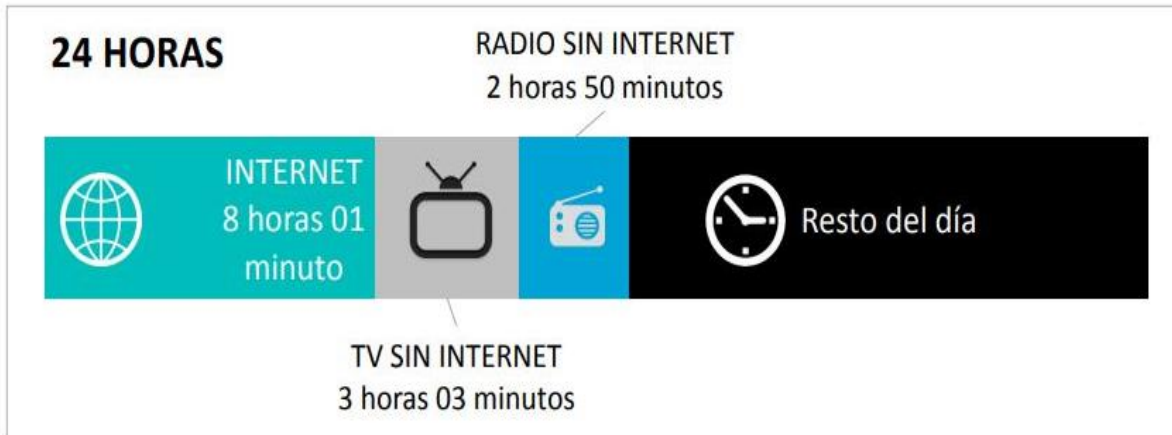 24 HORAS
RADIO SIN INTERNET
2 horas 50 minutos
INTERNET
8 horas 01
minuto
Resto del día
TV SIN INTERNET
3 horas 03 minutos